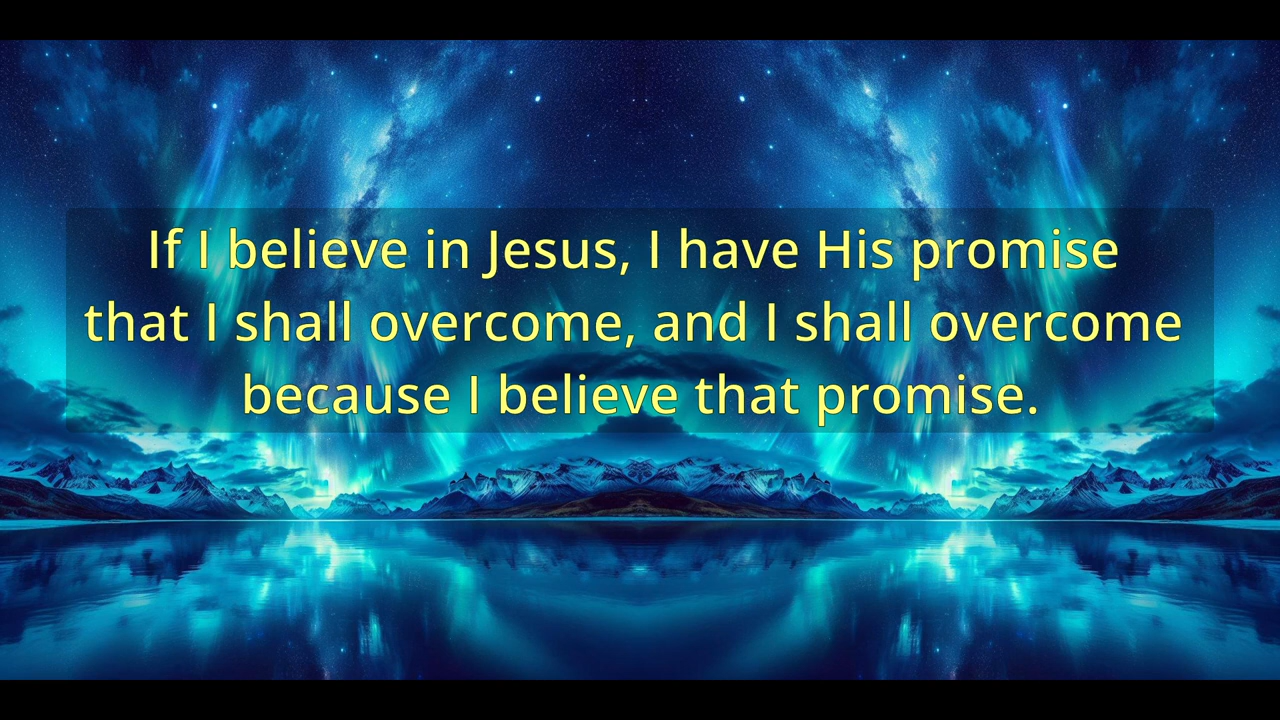 If I believe in Jesus, I have His promise
that I shall overcome, and I shall overcome
because I believe that promise.